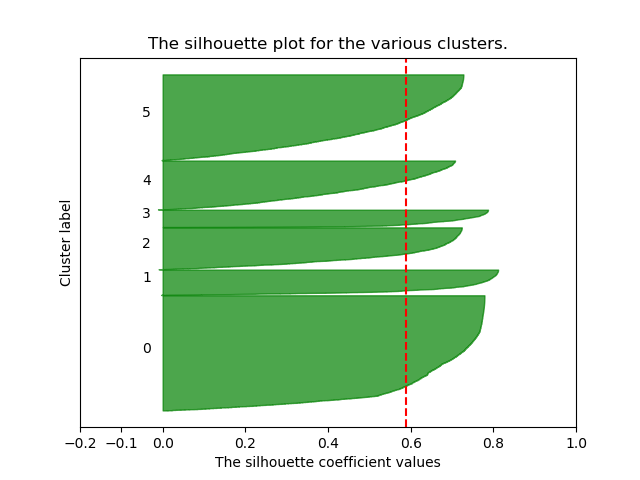 The silhouette plot for the various clusters.
Cluster label
5
4
3
2
1
0
−0.2 −0.1 0.0 0.2 0.4 0.6 0.8 1.0
The silhouette coefficient values